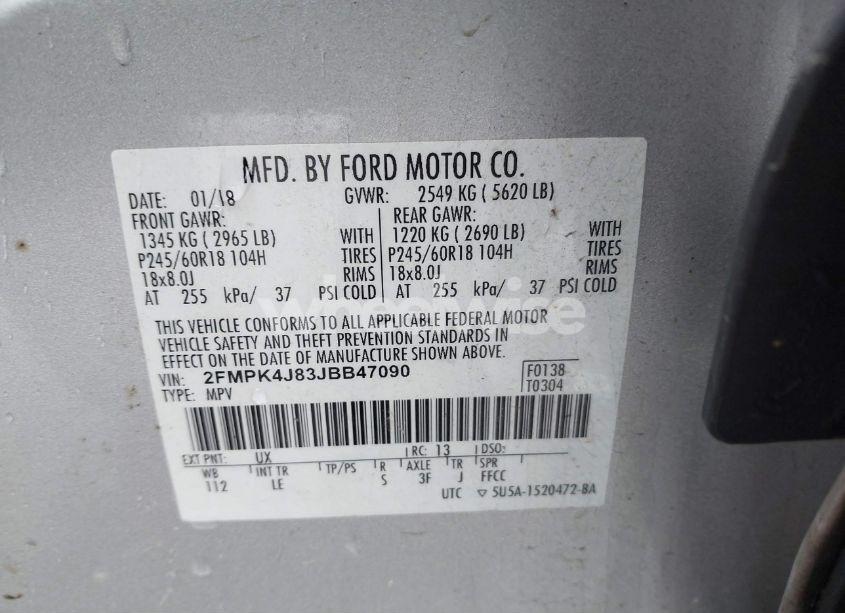 MFD. BY FORD MOTOR CO.
DATE: 01/18 GVWR: 2549 KG ( 5620 LB)
FRONT GAWR: REAR GAWR:
1345 KG ( 2965 LB) WITH 1220 KG ( 2690 LB) WITH
P245/60R18 104H TIRES P245/60R18 104H TIRES
18x8.0J RIMS 18x8.0J RIMS
AT 255 kPa/ 37 PSI COLD AT 255 kPa/ 37 PSI COLD
THIS VEHICLE CONFORMS TO ALL APPLICABLE FEDERAL MOTOR
VEHICLE SAFETY AND THEFT PREVENTION STANDARDS IN
EFFECT ON THE DATE OF MANUFACTURE SHOWN ABOVE.
VIN: 2FMPK4J83JBB47090 F0138
TYPE: MPV T0304
EXT PNT: UX RC: 13 DSO:
WB INT TR TP/PS R AXLE TR SPR
112 LE S 3F J FFCC
UTC ▽ 5U5A-1520472-BA